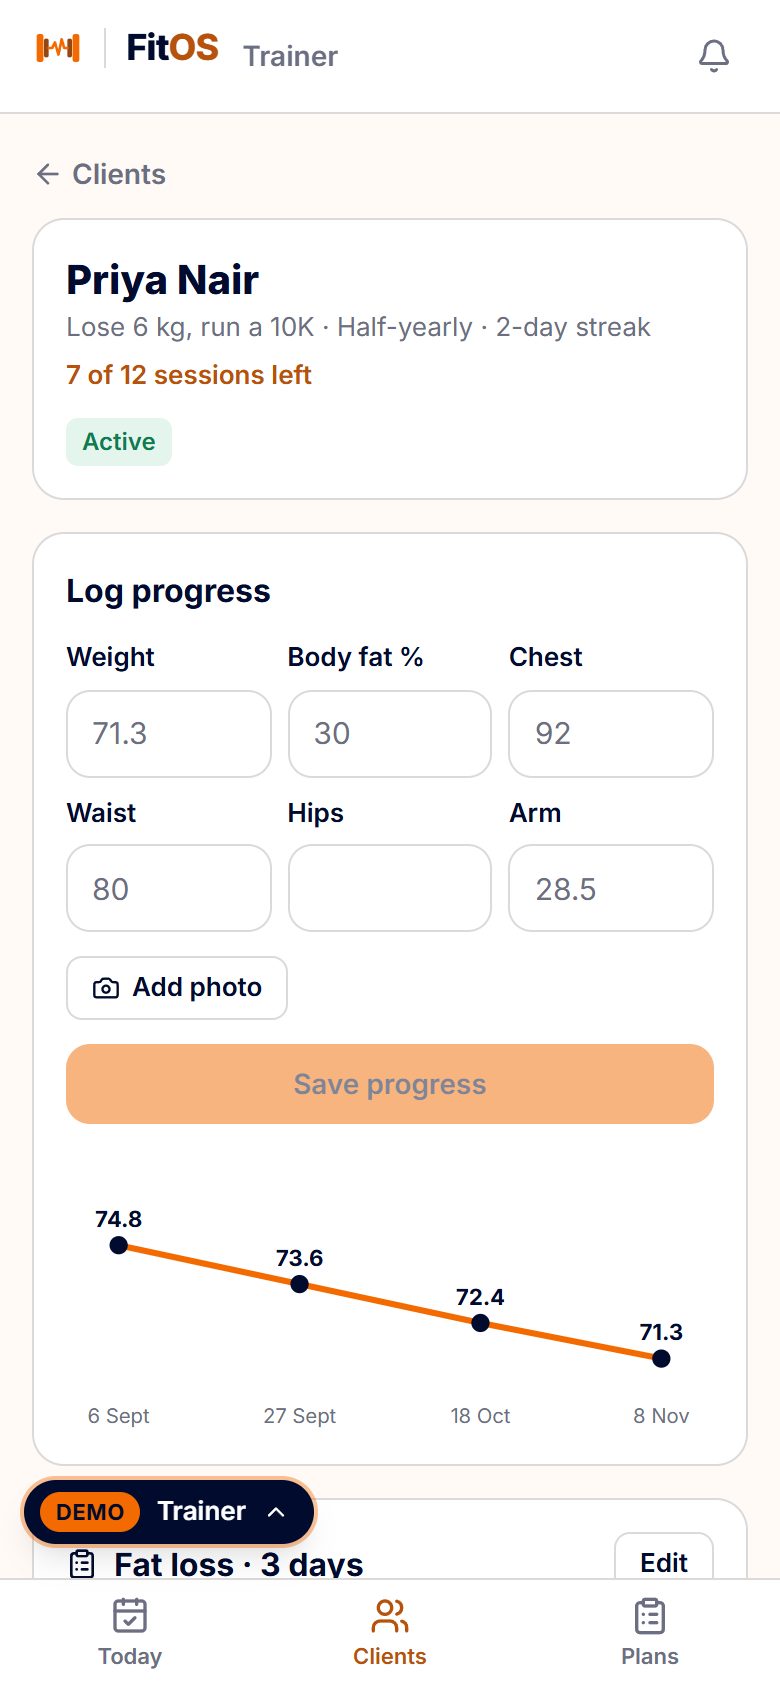 FitOS Trainer
Clients
Priya Nair
Lose 6 kg, run a 10K · Half-yearly · 2-day streak
7 of 12 sessions left
Active
Log progress
Weight Body fat % Chest
71.3 30 92
Waist Hips Arm
80 28.5
Add photo
Save progress
74.8
73.6
72.4
71.3
6 Sept 27 Sept 18 Oct 8 Nov
DEMO Trainer
Fat loss · 3 days Edit
Today Clients Plans